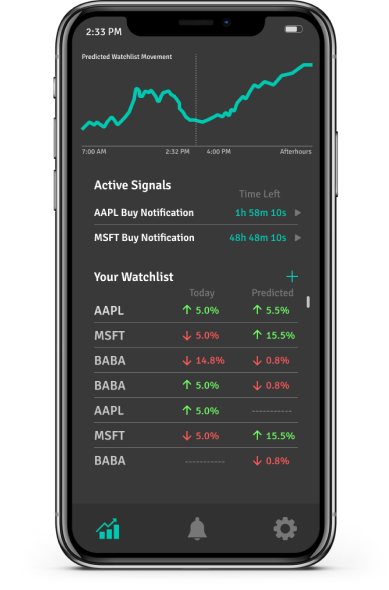 2:33 PM
Predicted Watchlist Movement
7:00 AM 2:32 PM 4:00 PM Afterhours
Active Signals
Time Left
AAPL Buy Notification 1h 58m 10s
MSFT Buy Notification 48h 48m 10s
Your Watchlist +
Today Predicted
AAPL ↑ 5.0% ↑ 5.5%
MSFT ↓ 5.0% ↑ 15.5%
BABA ↓ 14.8% ↓ 0.8%
BABA ↑ 5.0% ↓ 0.8%
AAPL ↑ 5.0% -----------
MSFT ↓ 5.0% ↑ 15.5%
BABA ----------- ↓ 0.8%